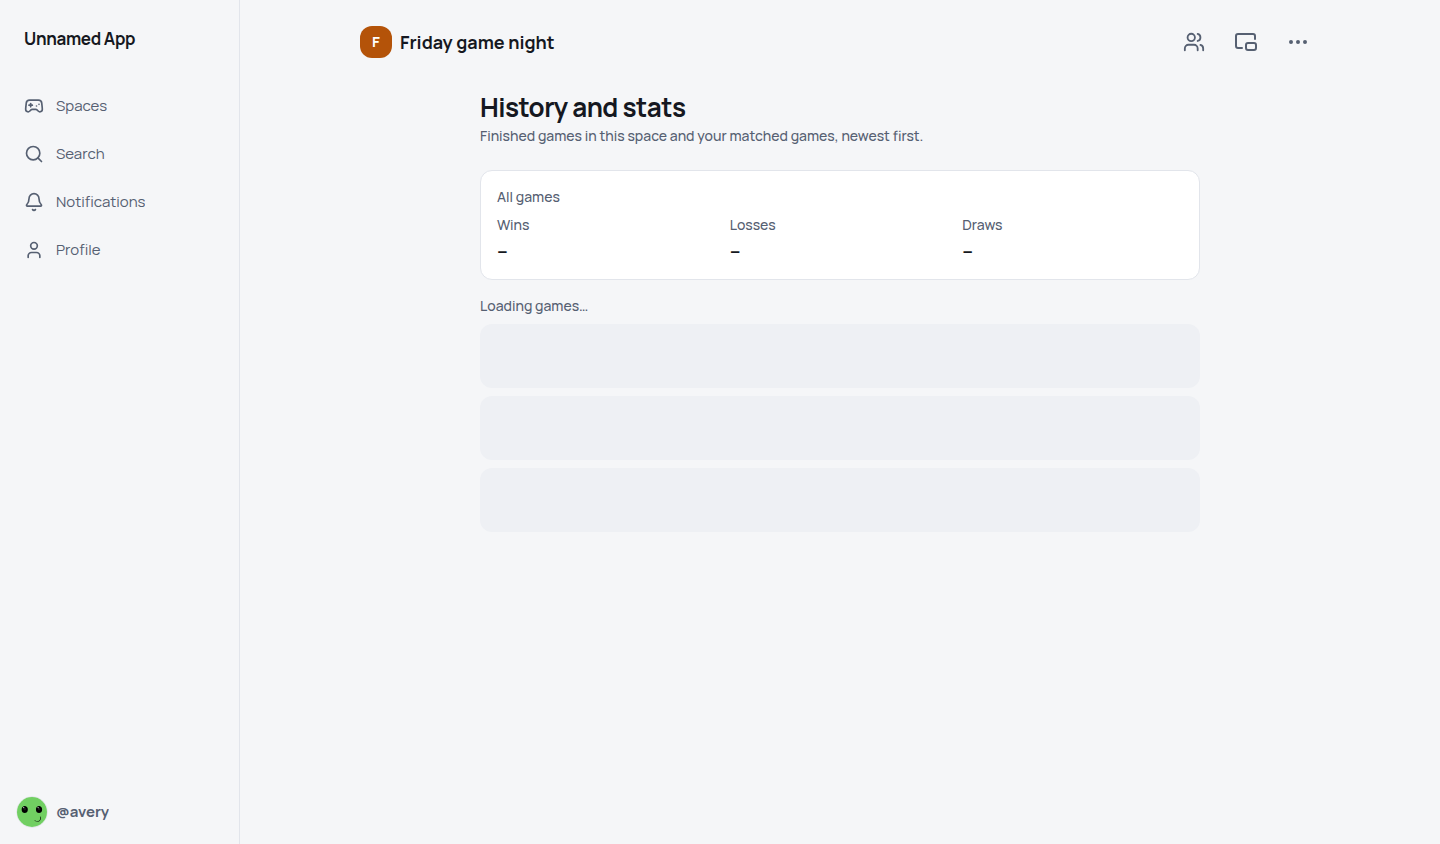 Unnamed App
Spaces
Search
Notifications
Profile
@avery
F
Friday game night
History and stats
Finished games in this space and your matched games, newest first.
All games
Wins
Losses
Draws
–
–
–
Loading games…